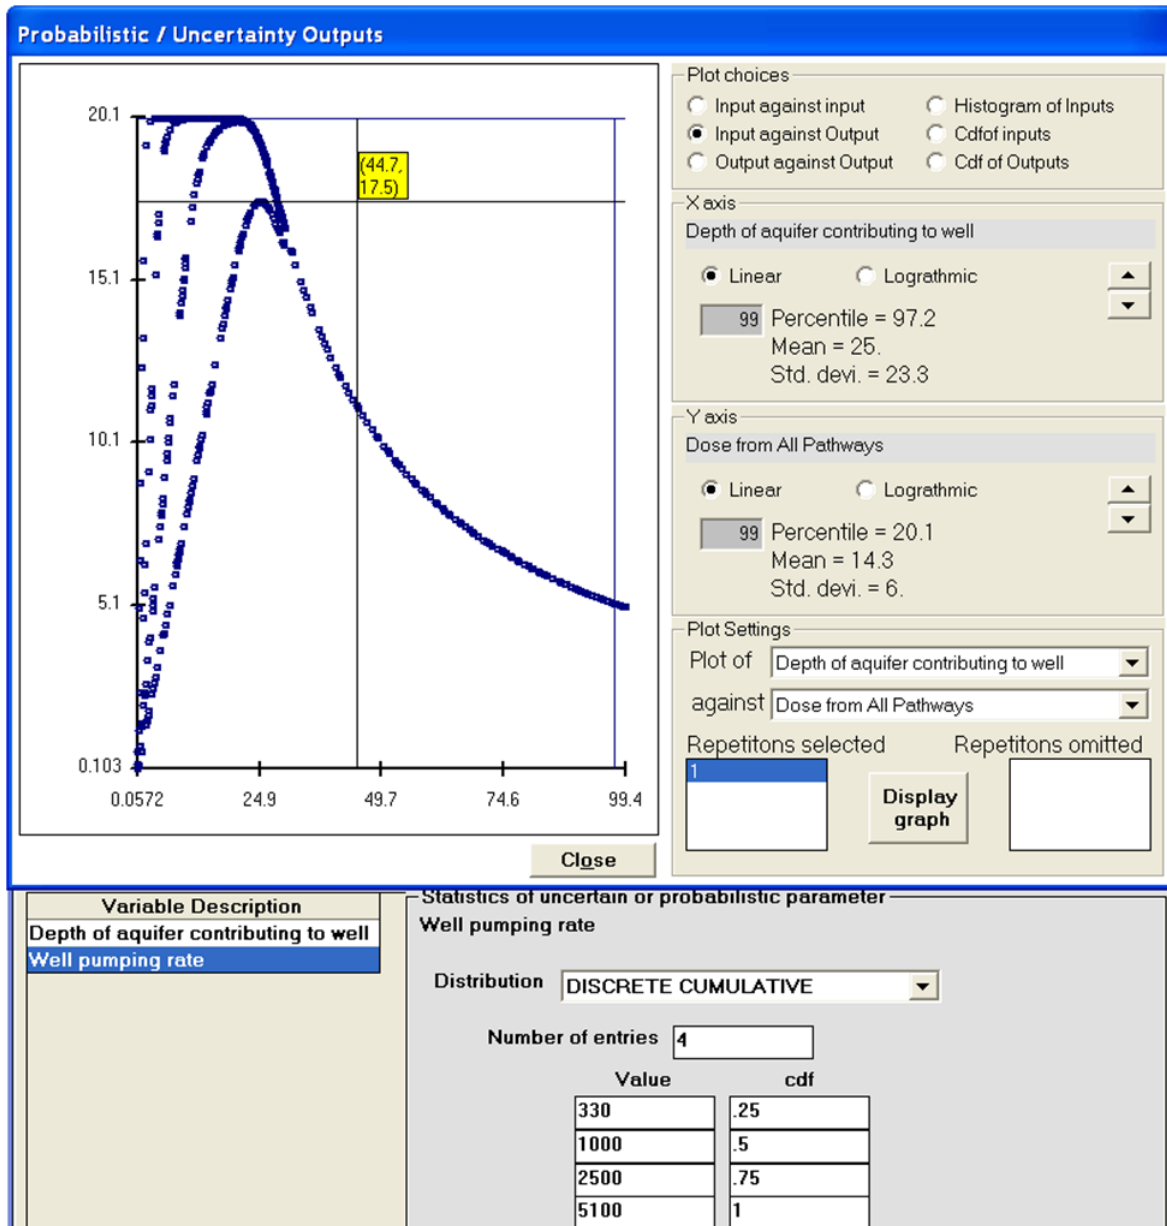 Probabilistic / Uncertainty Outputs
20.1
15.1
10.1
5.1
0.103
0.0572
24.9
49.7
74.6
99.4
(44.7,
17.5)
Close
Plot choices
Input against input
Histogram of Inputs
Input against Output
Cdfof inputs
Output against Output
Cdf of Outputs
X axis
Depth of aquifer contributing to well
Linear
Lograthmic
99
Percentile = 97.2
Mean = 25.
Std. devi. = 23.3
Y axis
Dose from All Pathways
Linear
Lograthmic
99
Percentile = 20.1
Mean = 14.3
Std. devi. = 6.
Plot Settings
Plot of
Depth of aquifer contributing to well
against
Dose from All Pathways
Repetitons selected
Repetitons omitted
1
Display
graph
Variable Description
Depth of aquifer contributing to well
Well pumping rate
Statistics of uncertain or probabilistic parameter
Well pumping rate
Distribution
DISCRETE CUMULATIVE
Number of entries
4
Value
cdf
330
.25
1000
.5
2500
.75
5100
1